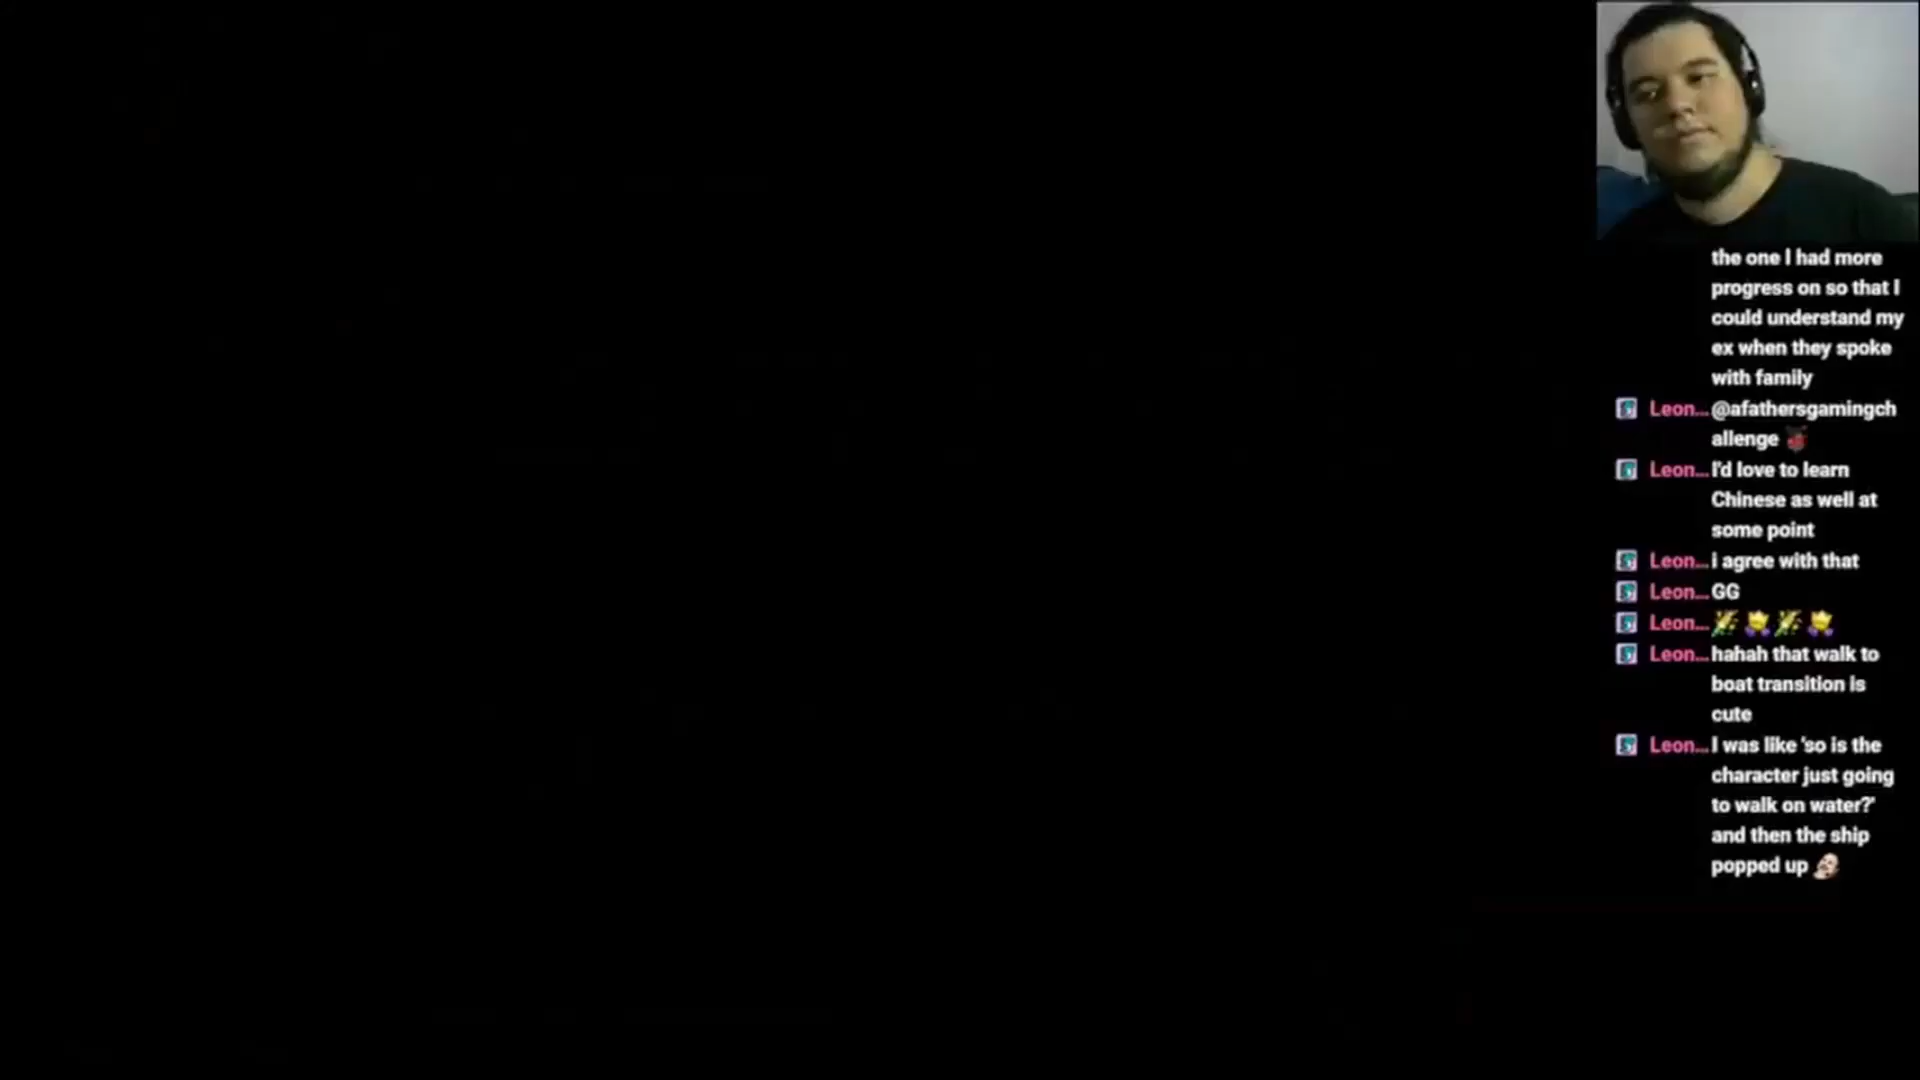 the one I had more
progress on so that I
could understand my
ex when they spoke
with family
Leon... @afathersgamingch
allenge
Leon... I'd love to learn
Chinese as well at
some point
Leon... i agree with that
Leon... GG
Leon...
Leon... hahah that walk to
boat transition is
cute
Leon... I was like 'so is the
character just going
to walk on water?'
and then the ship
popped up